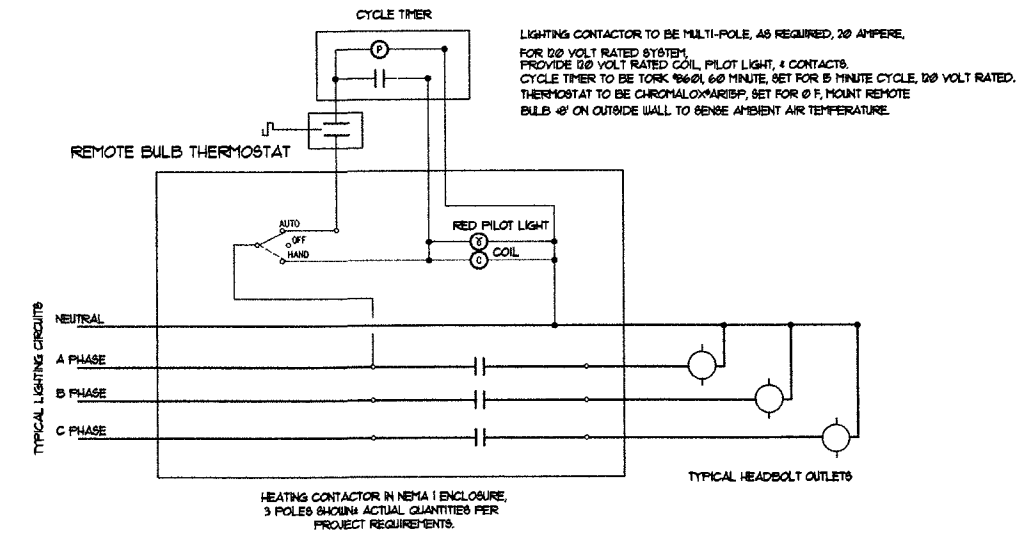 CYCLE TIMER
LIGHTING CONTACTOR TO BE MULTI-POLE, AS REQUIRED, 20 AMPERE,
FOR 120 VOLT RATED SYSTEM,
PROVIDE 120 VOLT RATED COIL, PILOT LIGHT, & CONTACTS.
CYCLE TIMER TO BE TORK #8601, 60 MINUTE, SET FOR 15 MINUTE CYCLE, 120 VOLT RATED.
THERMOSTAT TO BE CHROMALOX#AR115P, SET FOR 0 F, MOUNT REMOTE
BULB +8' ON OUTSIDE WALL TO SENSE AMBIENT AIR TEMPERATURE.
P
REMOTE BULB THERMOSTAT
AUTO
OFF
HAND
RED PILOT LIGHT
COIL
C
TYPICAL LIGHTING CIRCUITS
NEUTRAL
A PHASE
B PHASE
C PHASE
TYPICAL HEADBOLT OUTLETS
HEATING CONTACTOR IN NEMA 1 ENCLOSURE,
3 POLES SHOWN: ACTUAL QUANTITIES PER
PROJECT REQUIREMENTS.